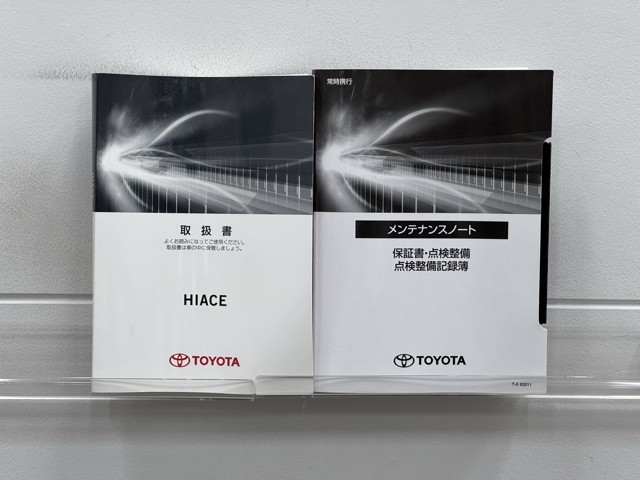 取扱書
よくお読みになってご使用ください。
取扱書は車の中に保管しましょう。
HIACE
TOYOTA
常時携行
メンテナンスノート
保証書・点検整備
点検整備記録簿
TOYOTA